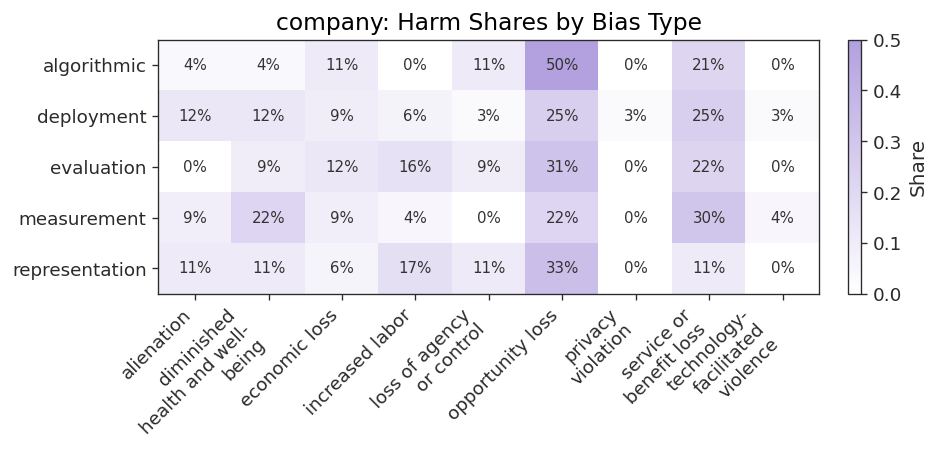 company: Harm Shares by Bias Type
algorithmic 4% 4% 11% 0% 11% 50% 0% 21% 0%
deployment 12% 12% 9% 6% 3% 25% 3% 25% 3%
evaluation 0% 9% 12% 16% 9% 31% 0% 22% 0%
measurement 9% 22% 9% 4% 0% 22% 0% 30% 4%
representation 11% 11% 6% 17% 11% 33% 0% 11% 0%
alienation
diminished
health and well-
being
economic loss
increased labor
loss of agency
or control
opportunity loss
privacy
violation
service or
benefit loss
technology-
facilitated
violence
0.5
0.4
0.3
0.2
0.1
0.0
Share